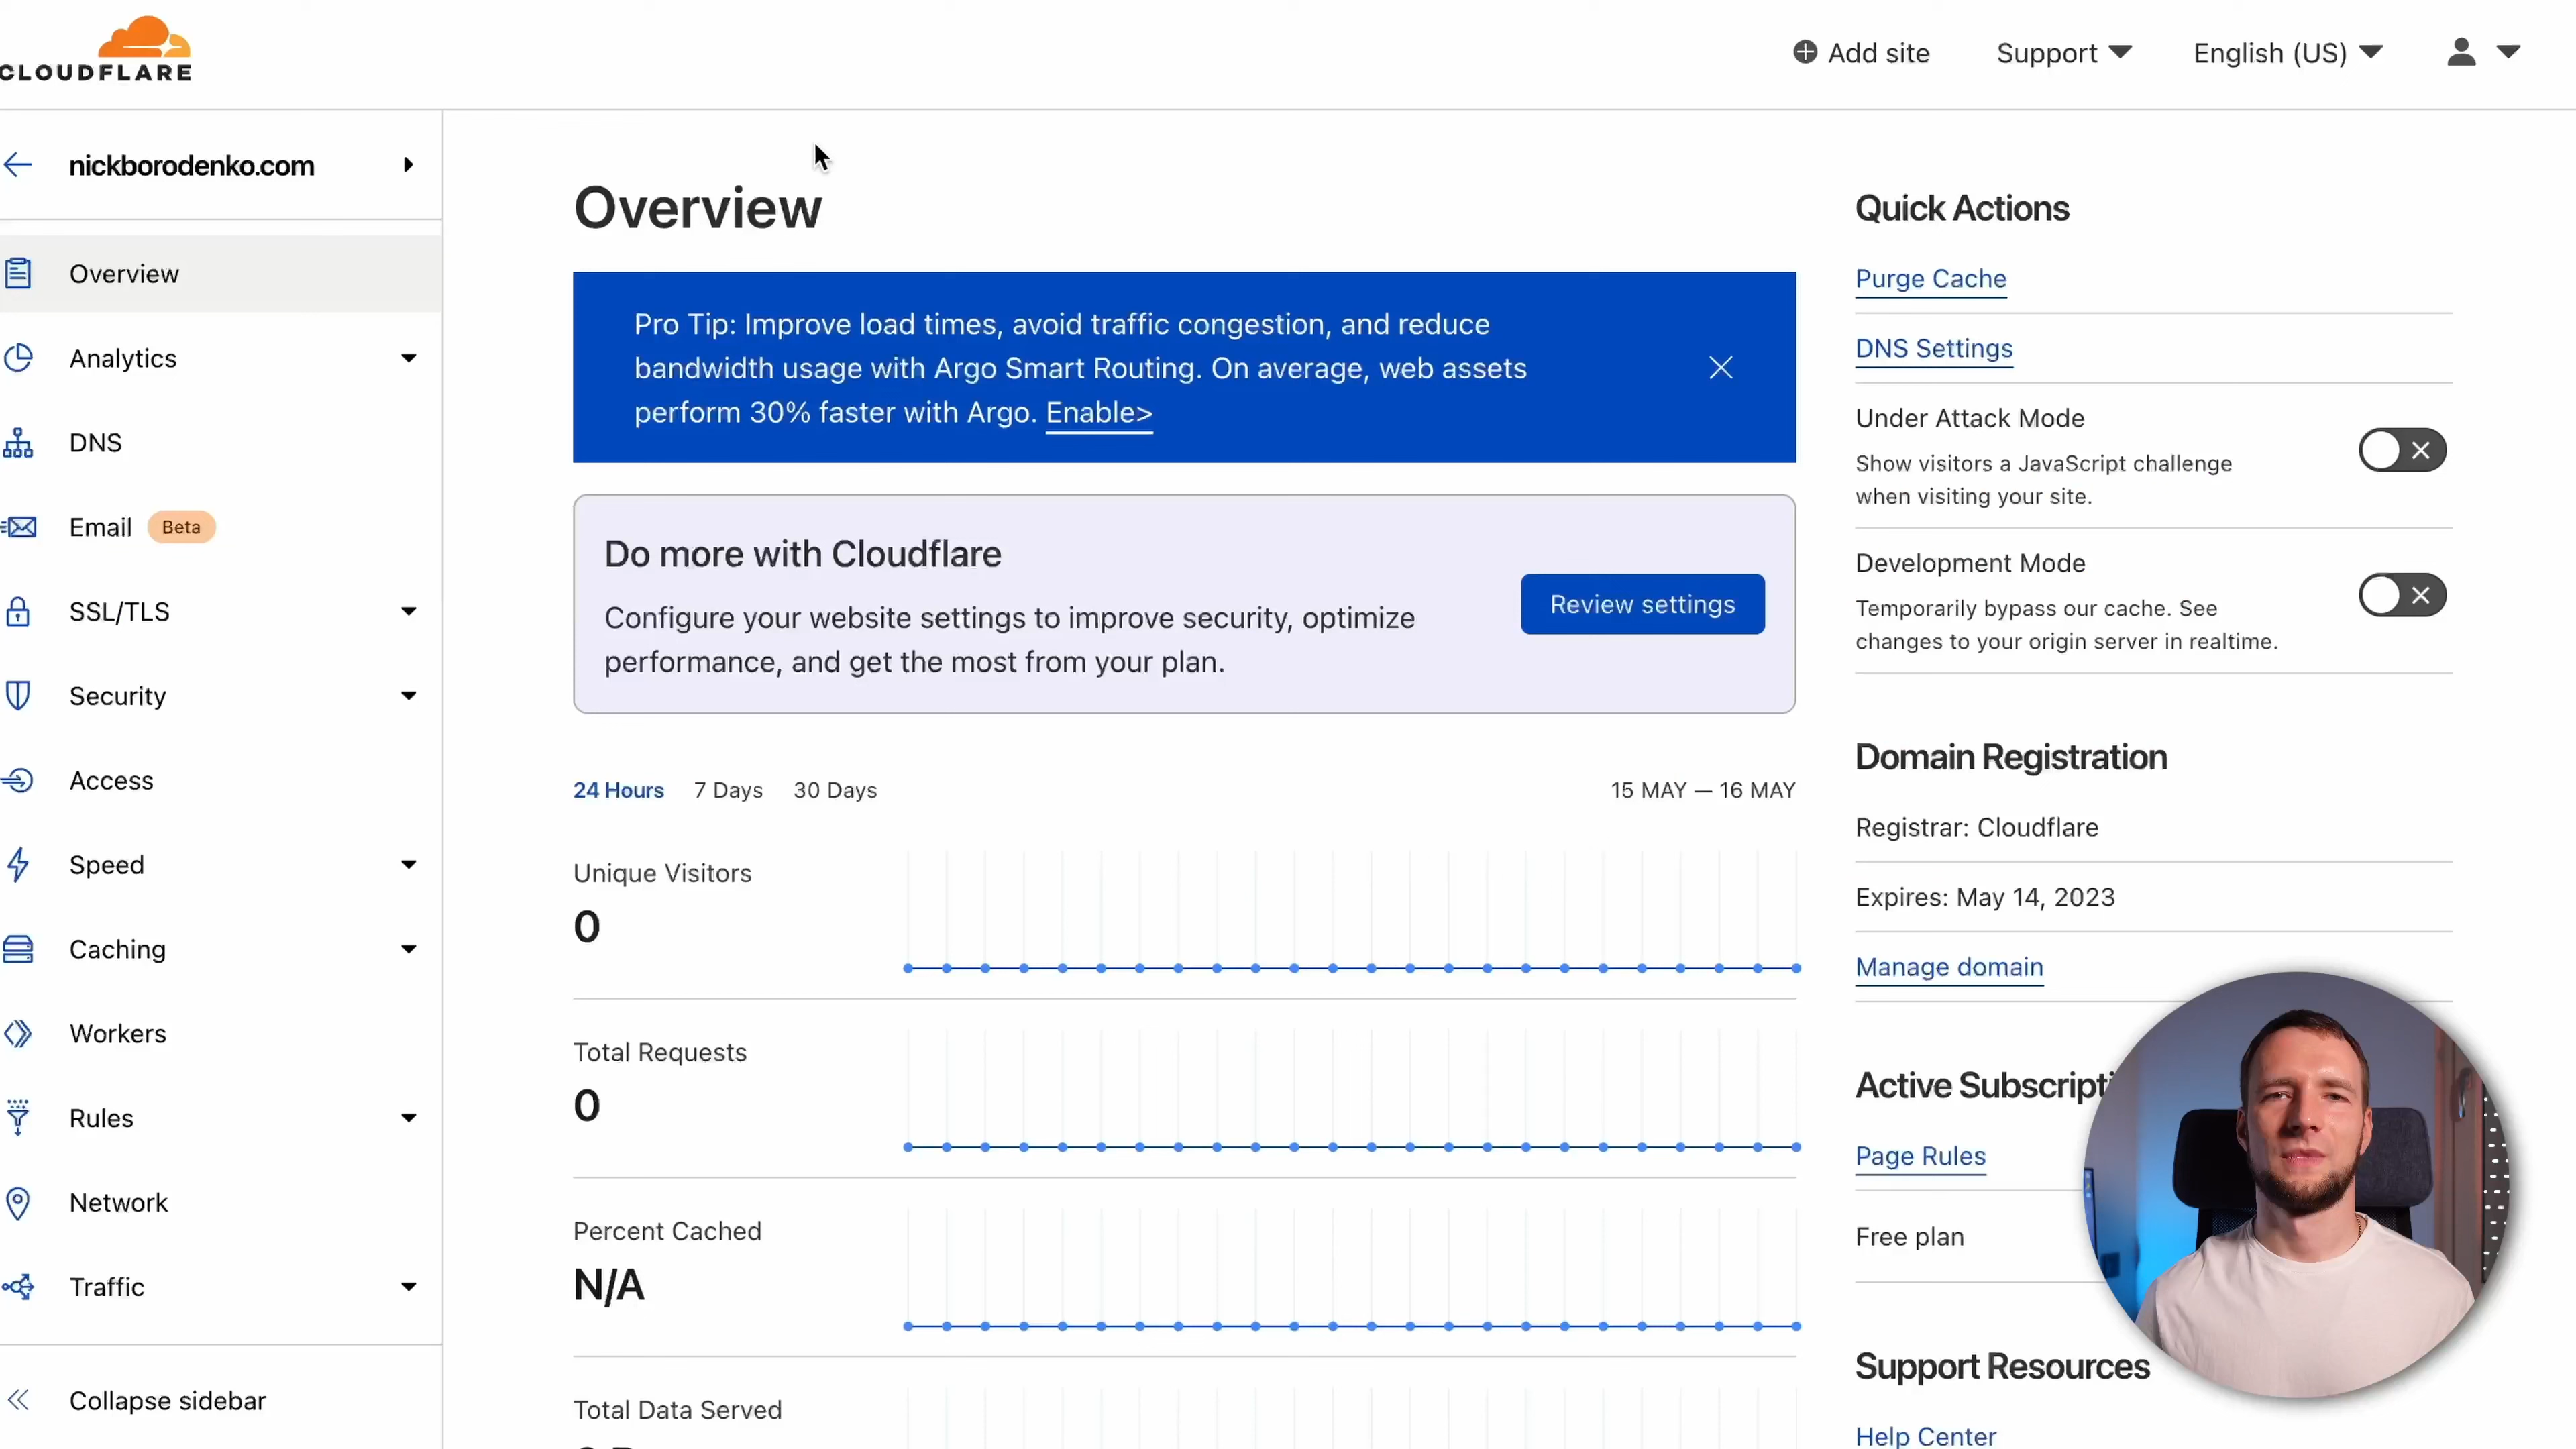 CLOUDFLARE
Add site
Support
English (US)
nickborodenko.com
Overview
Analytics
DNS
Email Beta
SSL/TLS
Security
Access
Speed
Caching
Workers
Rules
Network
Traffic
Collapse sidebar
Overview
Pro Tip: Improve load times, avoid traffic congestion, and reduce
bandwidth usage with Argo Smart Routing. On average, web assets
perform 30% faster with Argo. Enable>
Do more with Cloudflare
Configure your website settings to improve security, optimize
performance, and get the most from your plan.
Review settings
24 Hours 7 Days 30 Days 15 MAY — 16 MAY
Unique Visitors
0
Total Requests
0
Percent Cached
N/A
Total Data Served
Quick Actions
Purge Cache
DNS Settings
Under Attack Mode
Show visitors a JavaScript challenge
when visiting your site.
Development Mode
Temporarily bypass our cache. See
changes to your origin server in realtime.
Domain Registration
Registrar: Cloudflare
Expires: May 14, 2023
Manage domain
Active Subscripti
Page Rules
Free plan
Support Resources
Help Center